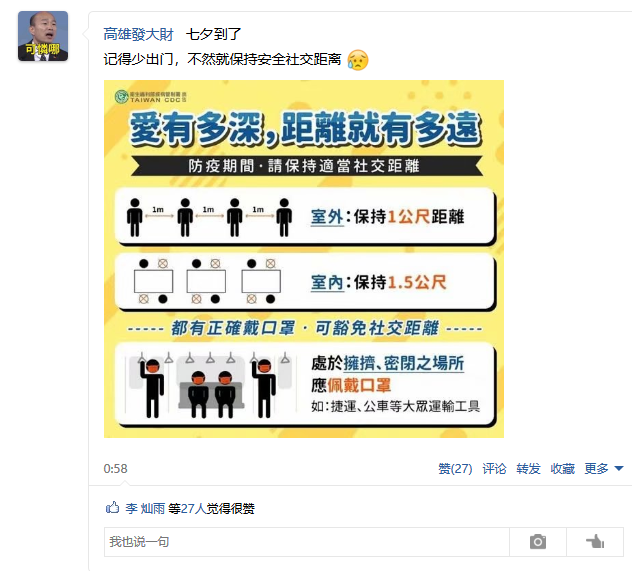 可憐哪
高雄發大財 七夕到了
记得少出门，不然就保持安全社交距离
衛生福利部疾病管制署
TAIWAN CDC
愛有多深，距離就有多遠
防疫期間·請保持適當社交距離
1m 1m 1m
室外：保持1公尺距離
室內：保持1.5公尺
----- 都有正確戴口罩·可豁免社交距離 -----
處於擁擠、密閉之場所
應佩戴口罩
如：捷運、公車等大眾運輸工具
0:58 赞(27) 评论 转发 收藏 更多
李 灿雨 等27人觉得很赞
我也说一句